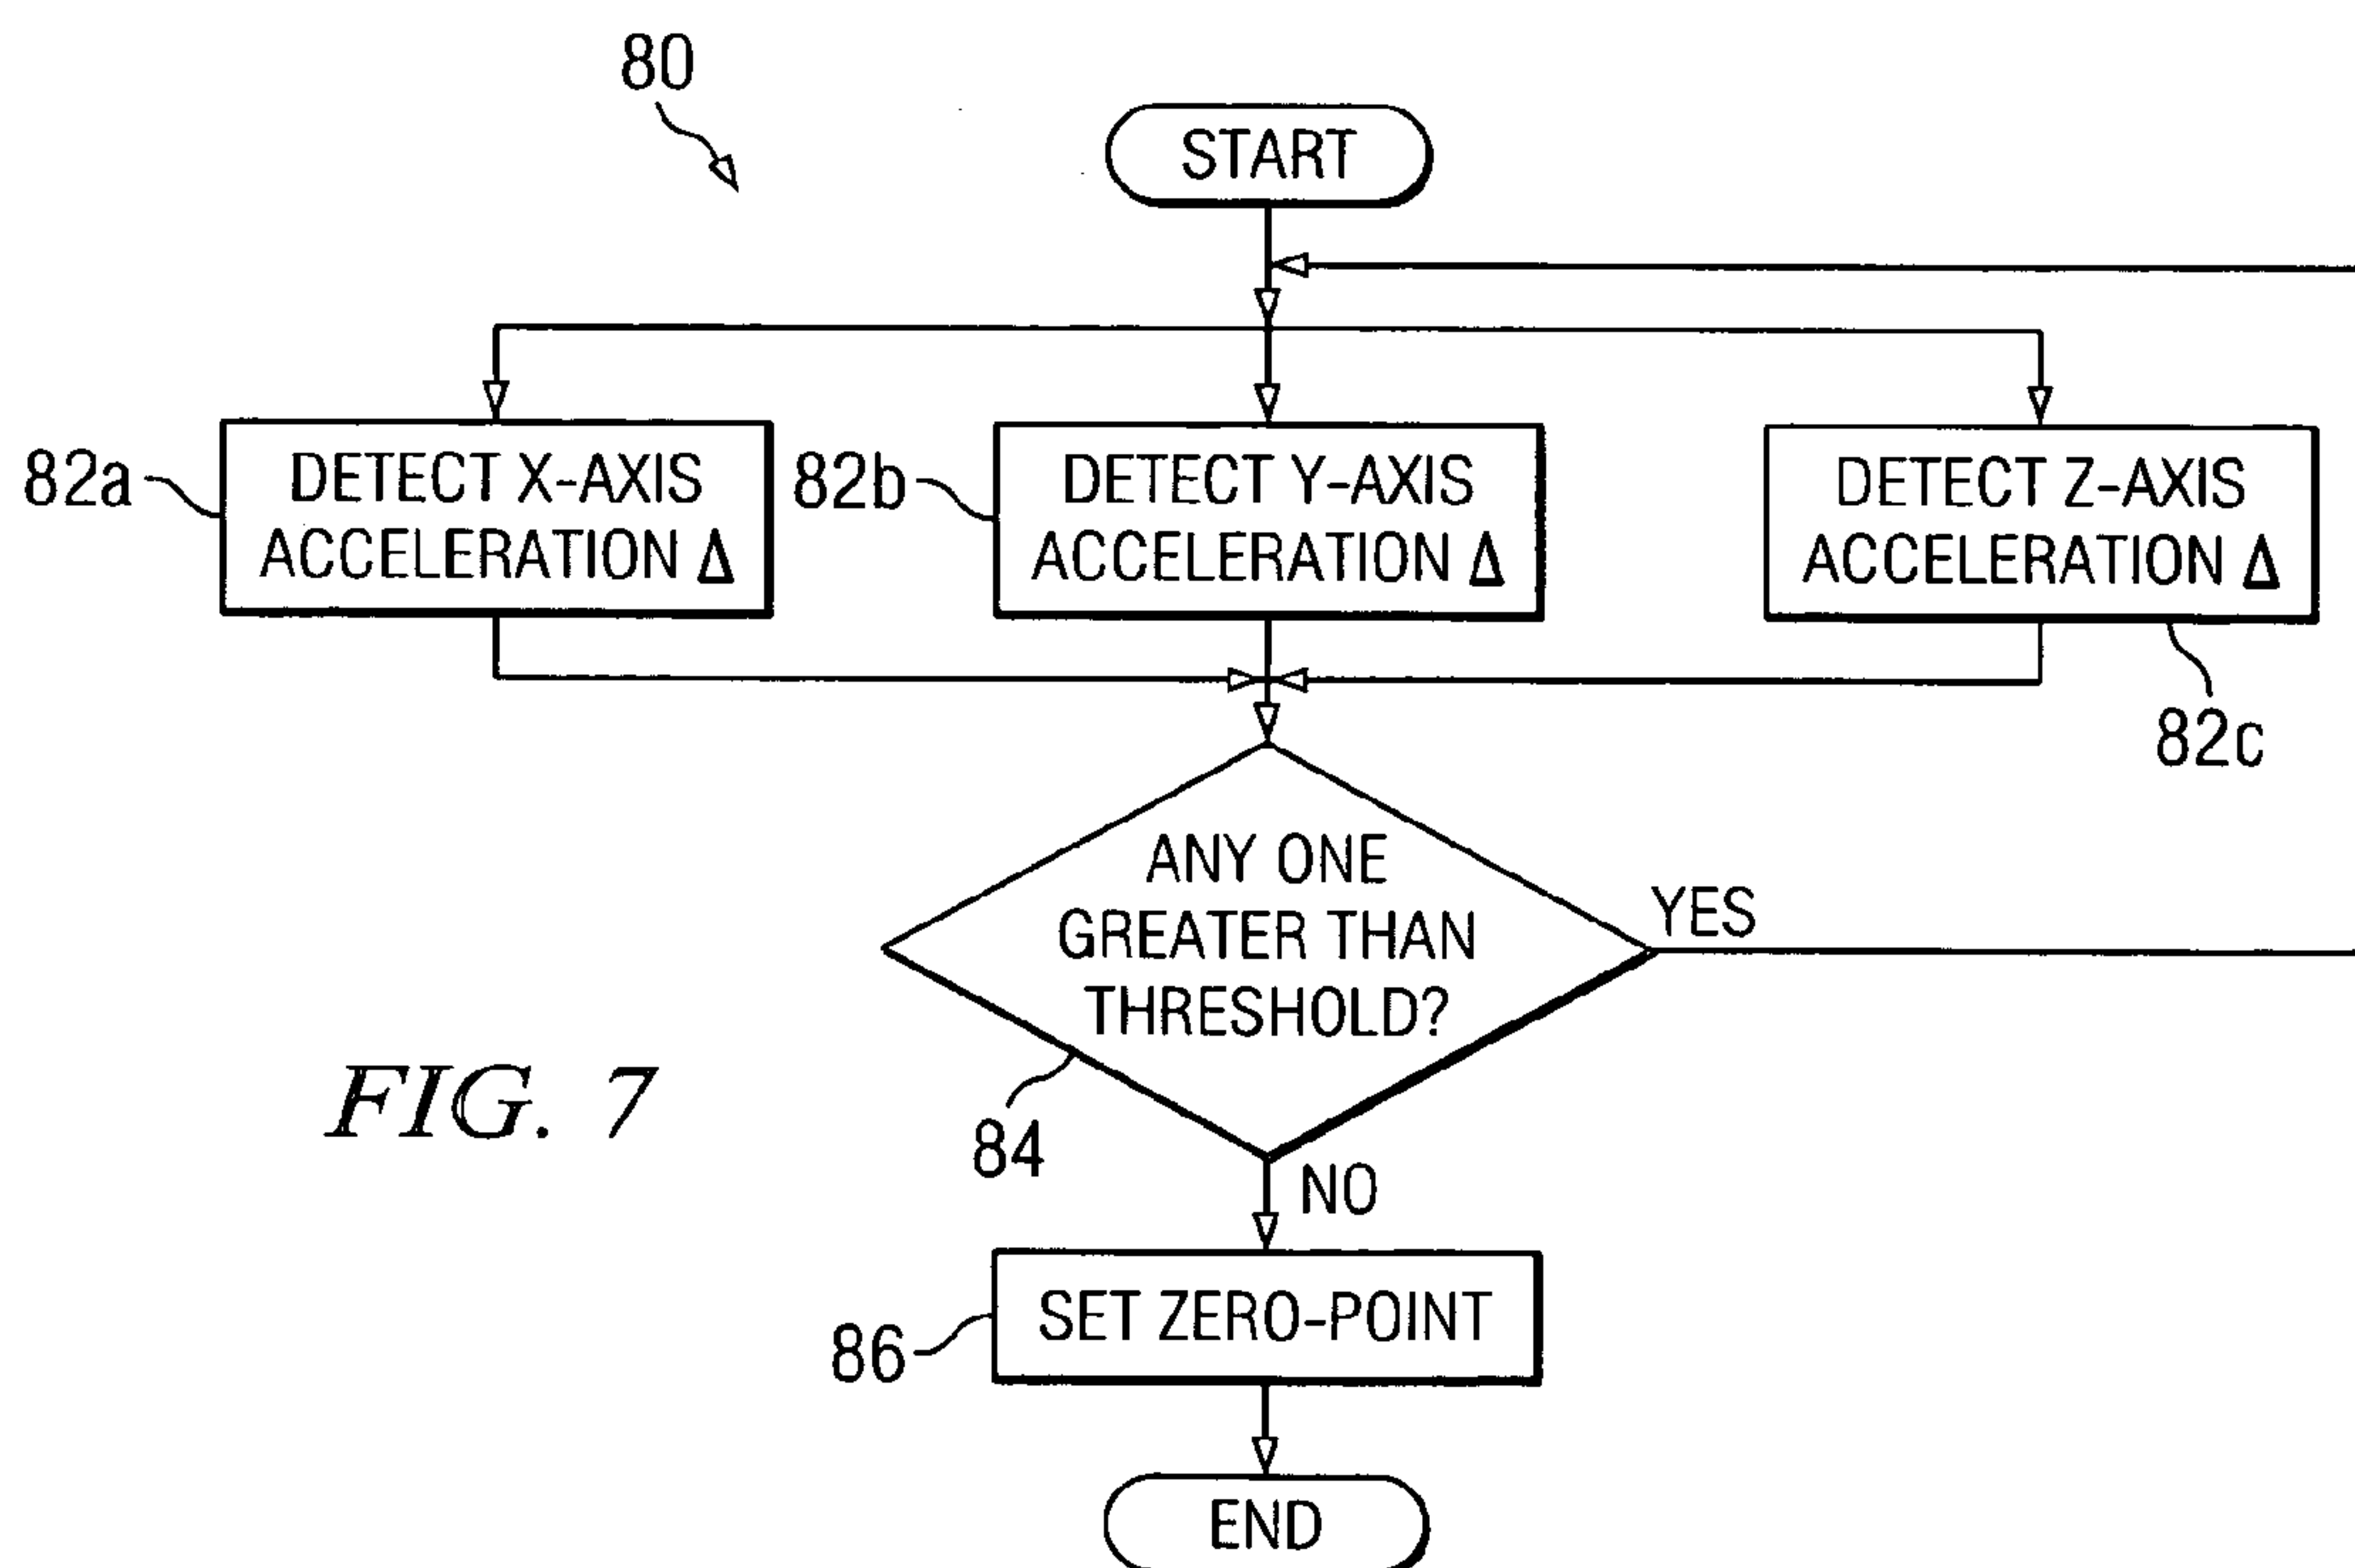 80
START
82a
DETECT X-AXIS
ACCELERATION Δ
82b
DETECT Y-AXIS
ACCELERATION Δ
DETECT Z-AXIS
ACCELERATION Δ
82c
ANY ONE
GREATER THAN
THRESHOLD?
YES
84
NO
FIG. 7
86
SET ZERO-POINT
END